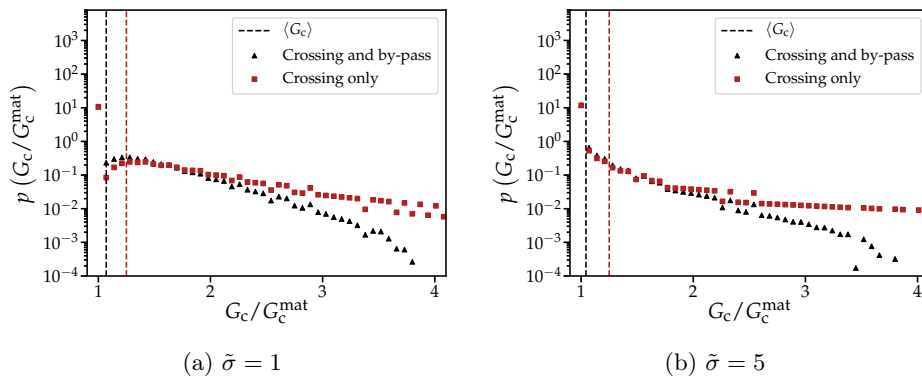 10³
10²
10¹
10⁰
10⁻¹
10⁻²
10⁻³
10⁻⁴
p (G_c/G_c^mat)
1
2
3
4
G_c/G_c^mat
⟨G_c⟩
Crossing and by-pass
Crossing only
(a) σ̃ = 1
10³
10²
10¹
10⁰
10⁻¹
10⁻²
10⁻³
10⁻⁴
p (G_c/G_c^mat)
1
2
3
4
G_c/G_c^mat
⟨G_c⟩
Crossing and by-pass
Crossing only
(b) σ̃ = 5